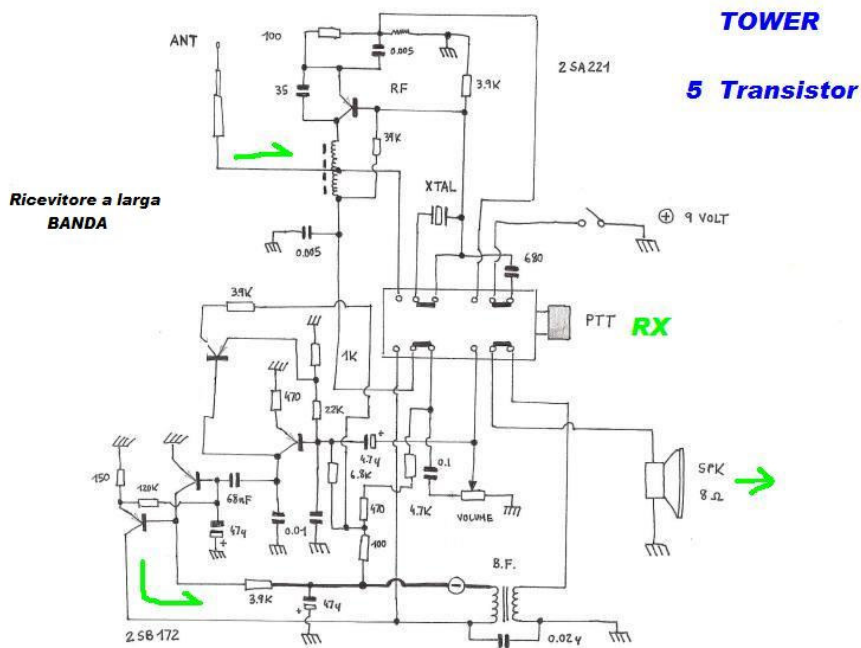 TOWER
5 Transistor
ANT
100
0.005
2SA221
35
RF
3.9K
39K
XTAL
Ricevitore a larga
BANDA
0.005
+ 9 VOLT
680
PTT
RX
3.9K
1K
470
22K
4.7µ
+
6.8K
0.1
SPK
8Ω
150
120K
68nF
470
4.7K
VOLUME
47µ
+
0.01
100
B.F.
3.9K
47µ
+
-
2SB172
0.02µ